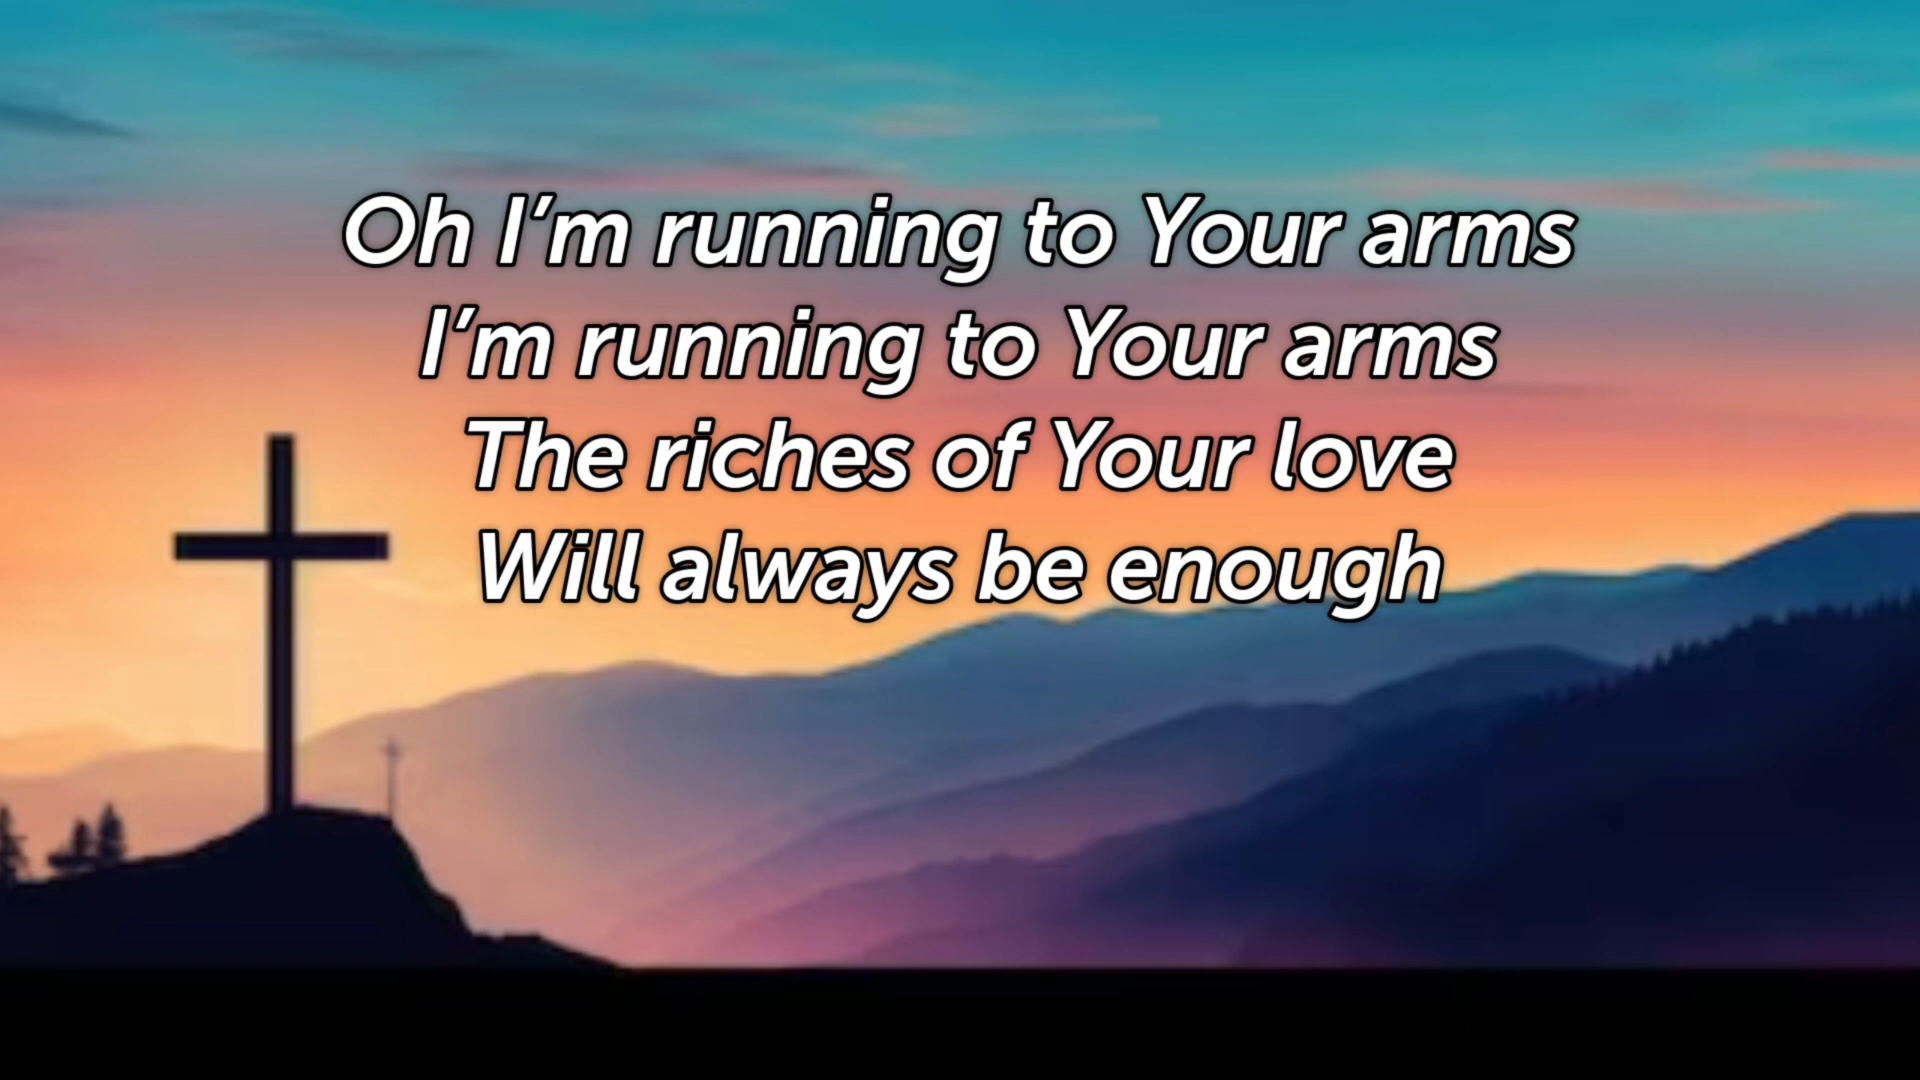 Oh I’m running to Your arms
I’m running to Your arms
The riches of Your love
Will always be enough